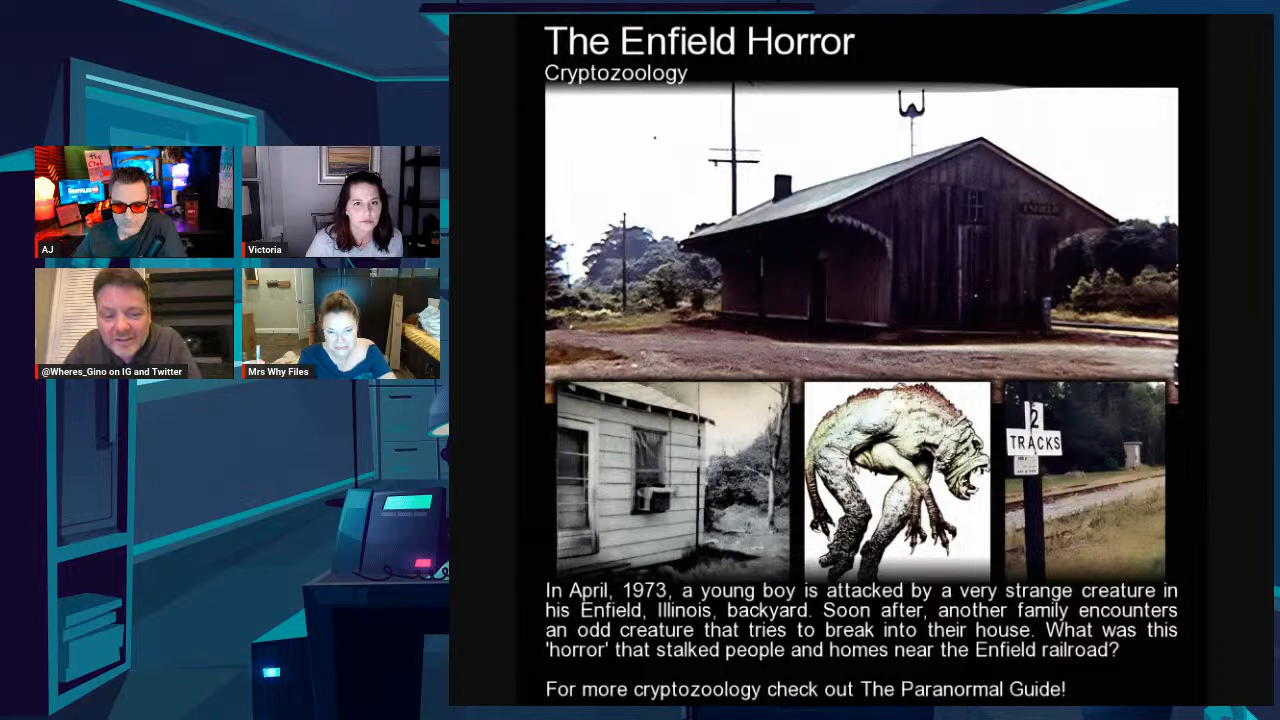 The Enfield Horror
Cryptozoology
ENFIELD
the
AJ
Victoria
@Wheres_Gino on IG and Twitter
Mrs Why Files
2
TRACKS
In April, 1973, a young boy is attacked by a very strange creature in
his Enfield, Illinois, backyard. Soon after, another family encounters
an odd creature that tries to break into their house. What was this
'horror' that stalked people and homes near the Enfield railroad?
For more cryptozoology check out The Paranormal Guide!